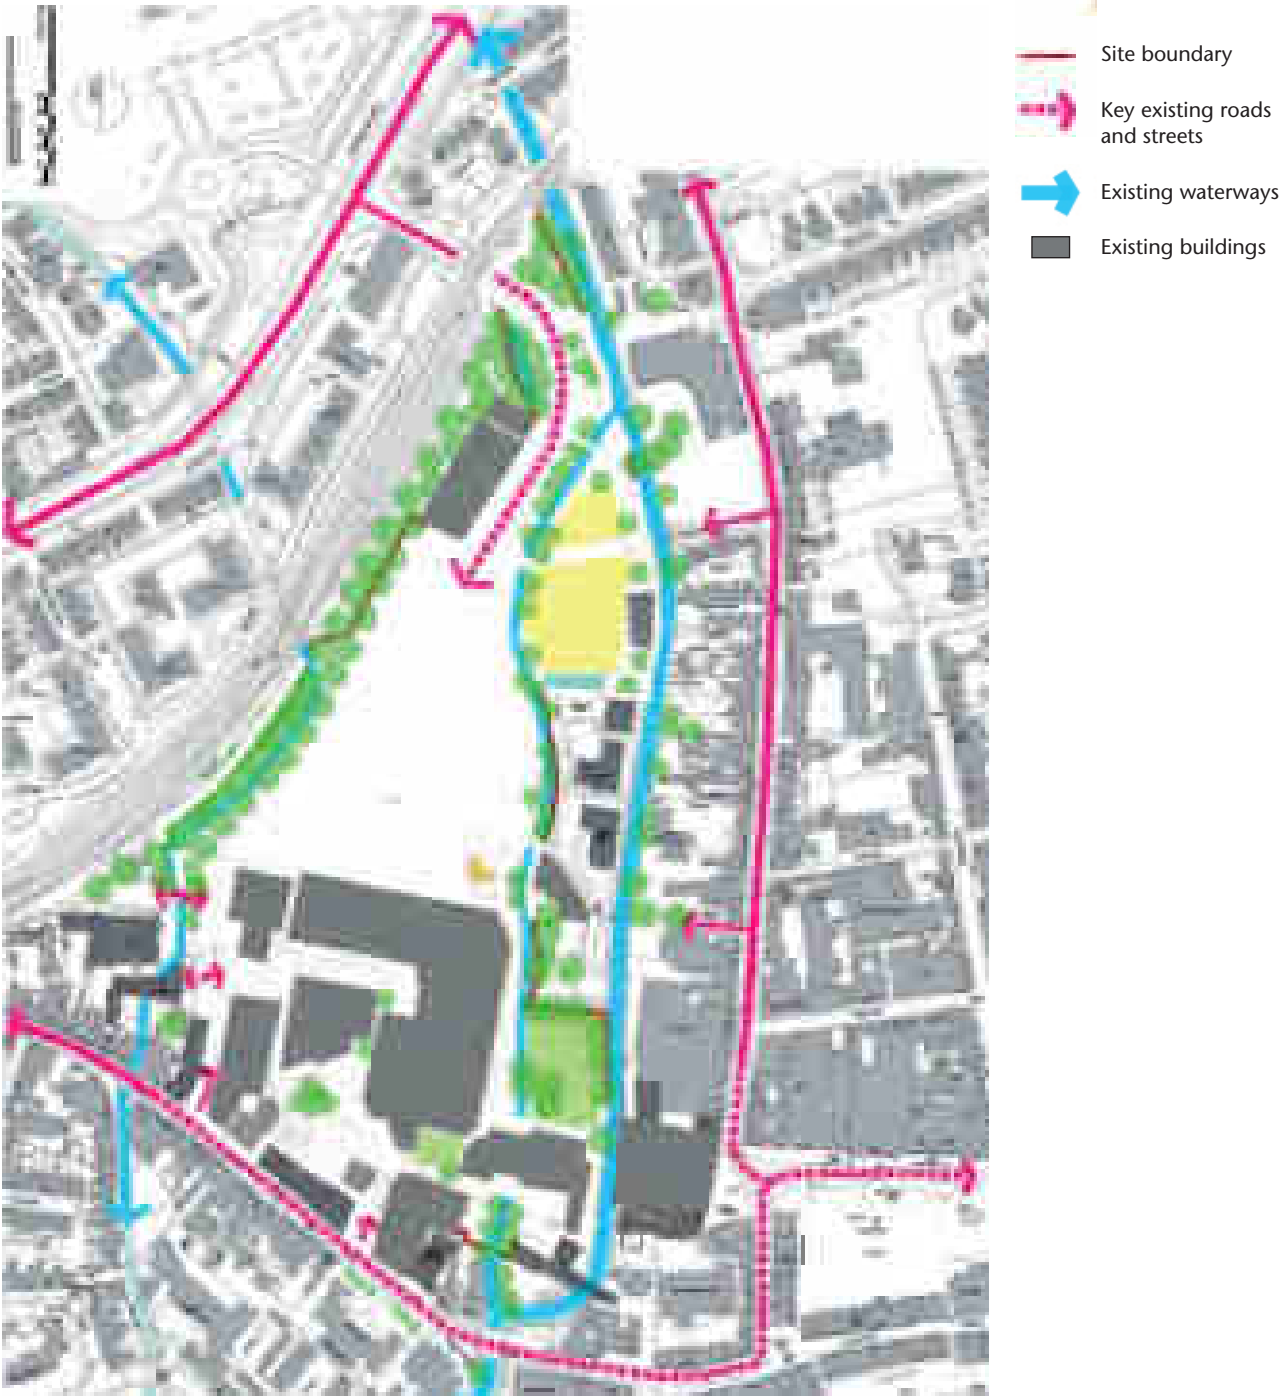 Site boundary
Key existing roads
and streets
Existing waterways
Existing buildings